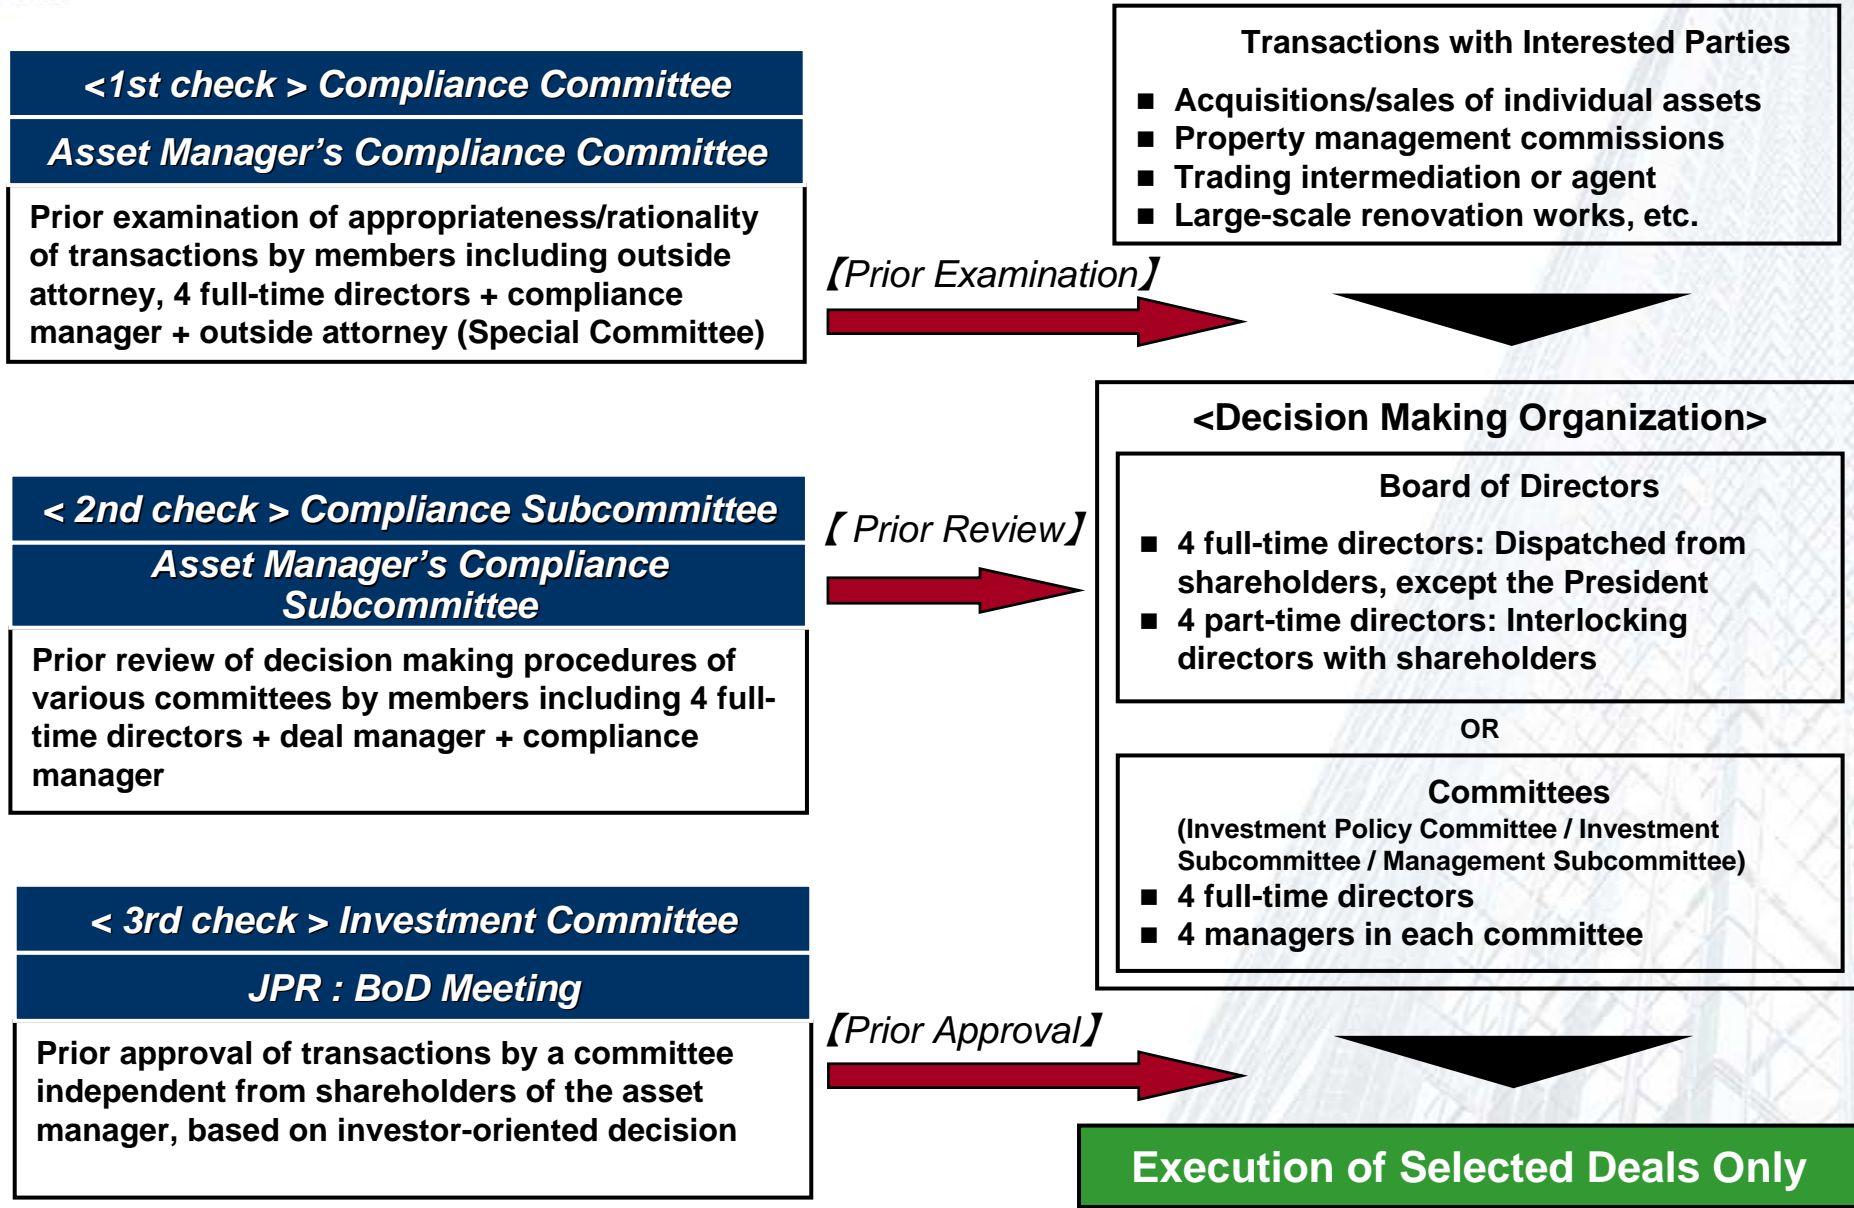 <1st check > Compliance Committee
Asset Manager’s Compliance Committee
Prior examination of appropriateness/rationality
of transactions by members including outside
attorney, 4 full-time directors + compliance
manager + outside attorney (Special Committee)
【Prior Examination】
Transactions with Interested Parties
■ Acquisitions/sales of individual assets
■ Property management commissions
■ Trading intermediation or agent
■ Large-scale renovation works, etc.
< 2nd check > Compliance Subcommittee
Asset Manager’s Compliance
Subcommittee
Prior review of decision making procedures of
various committees by members including 4 full-
time directors + deal manager + compliance
manager
【 Prior Review】
<Decision Making Organization>
Board of Directors
■ 4 full-time directors: Dispatched from
shareholders, except the President
■ 4 part-time directors: Interlocking
directors with shareholders
OR
Committees
(Investment Policy Committee / Investment
Subcommittee / Management Subcommittee)
■ 4 full-time directors
■ 4 managers in each committee
< 3rd check > Investment Committee
JPR : BoD Meeting
Prior approval of transactions by a committee
independent from shareholders of the asset
manager, based on investor-oriented decision
【Prior Approval】
Execution of Selected Deals Only